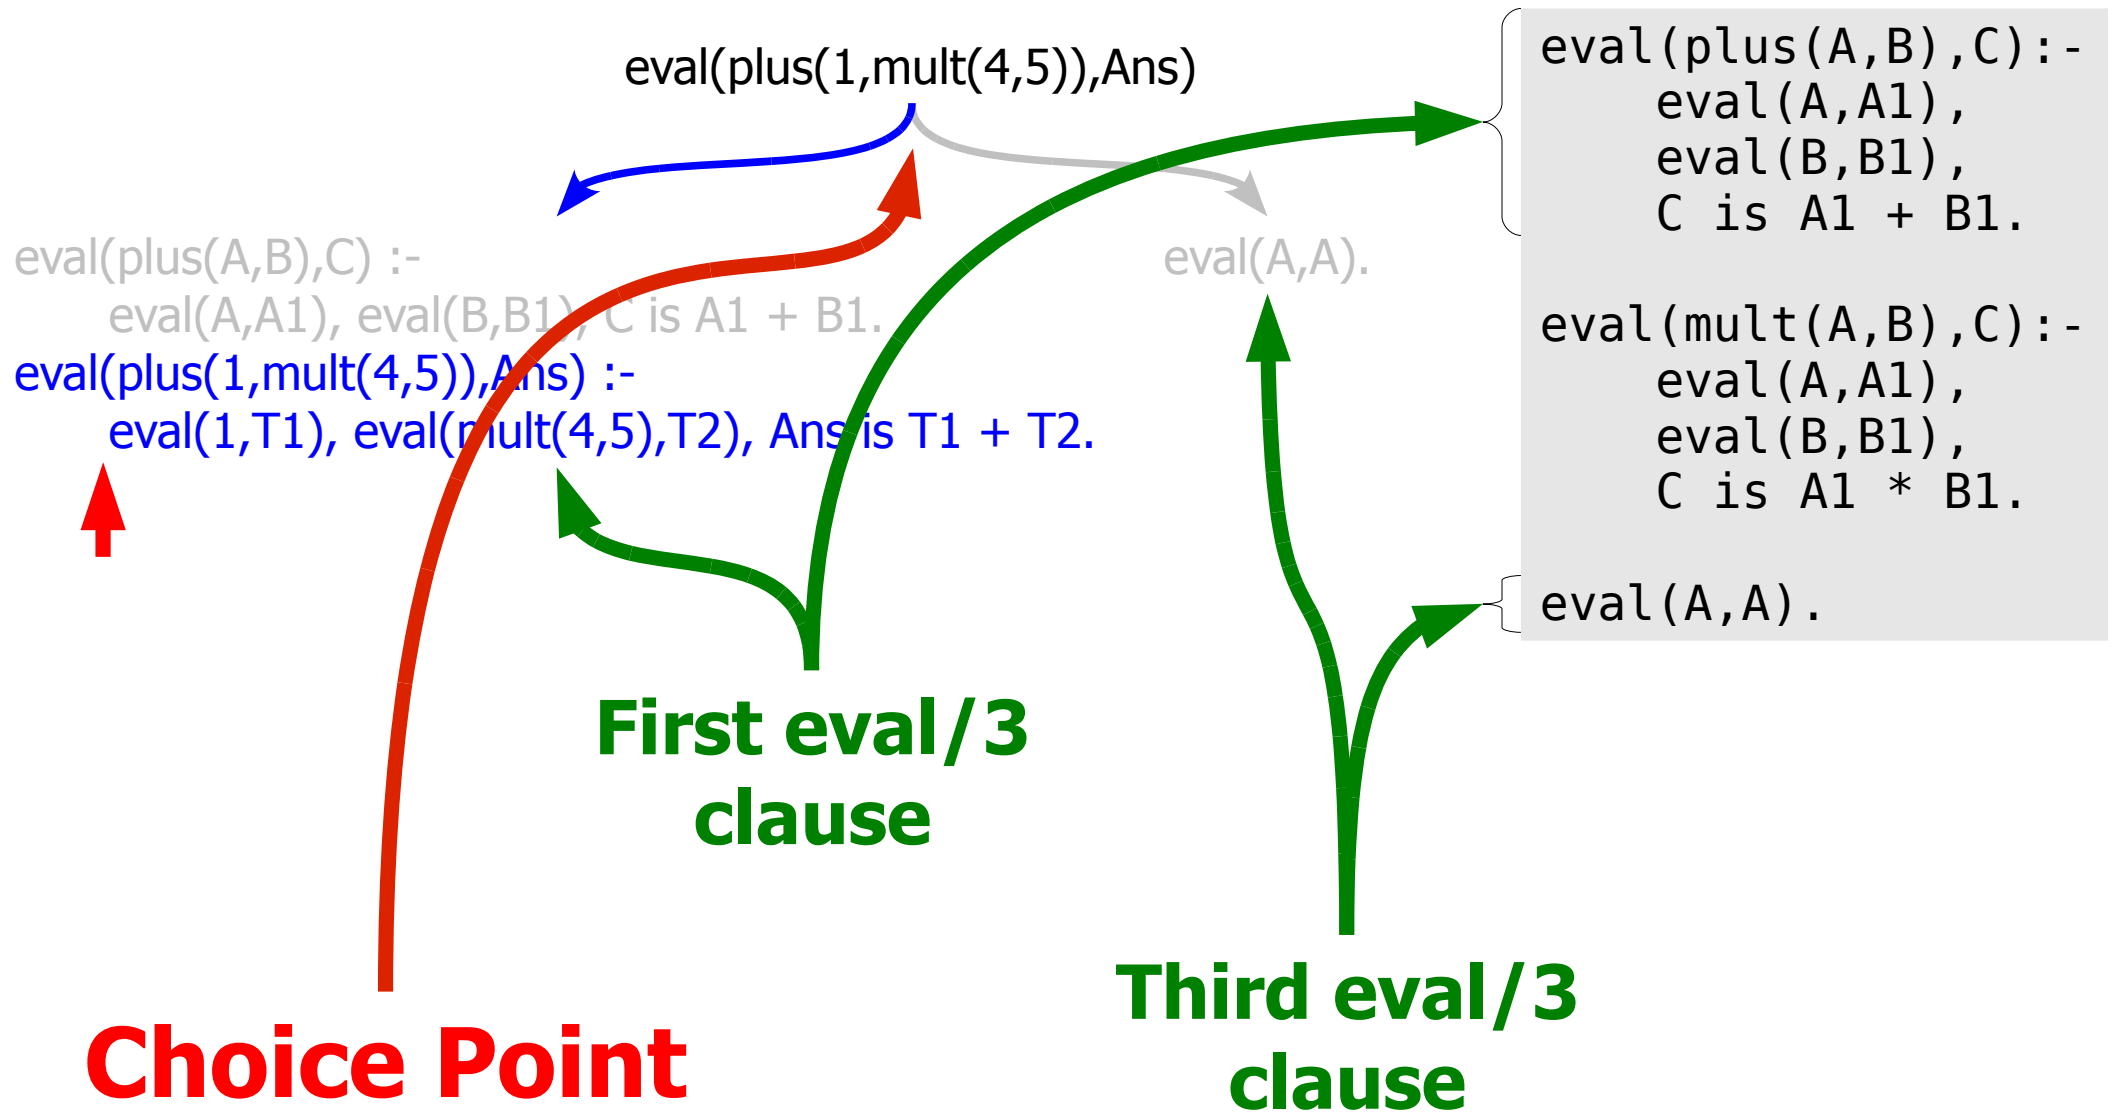 eval(plus(1,mult(4,5)),Ans)
eval(plus(A,B),C) :-
eval(A,A1), eval(B,B1), C is A1 + B1.
eval(plus(1,mult(4,5)),Ans) :-
eval(1,T1), eval(mult(4,5),T2), Ans is T1 + T2.
eval(A,A).
eval(plus(A,B),C):-
eval(A,A1),
eval(B,B1),
C is A1 + B1.
eval(mult(A,B),C):-
eval(A,A1),
eval(B,B1),
C is A1 * B1.
eval(A,A).
First eval/3
clause
Third eval/3
clause
Choice Point